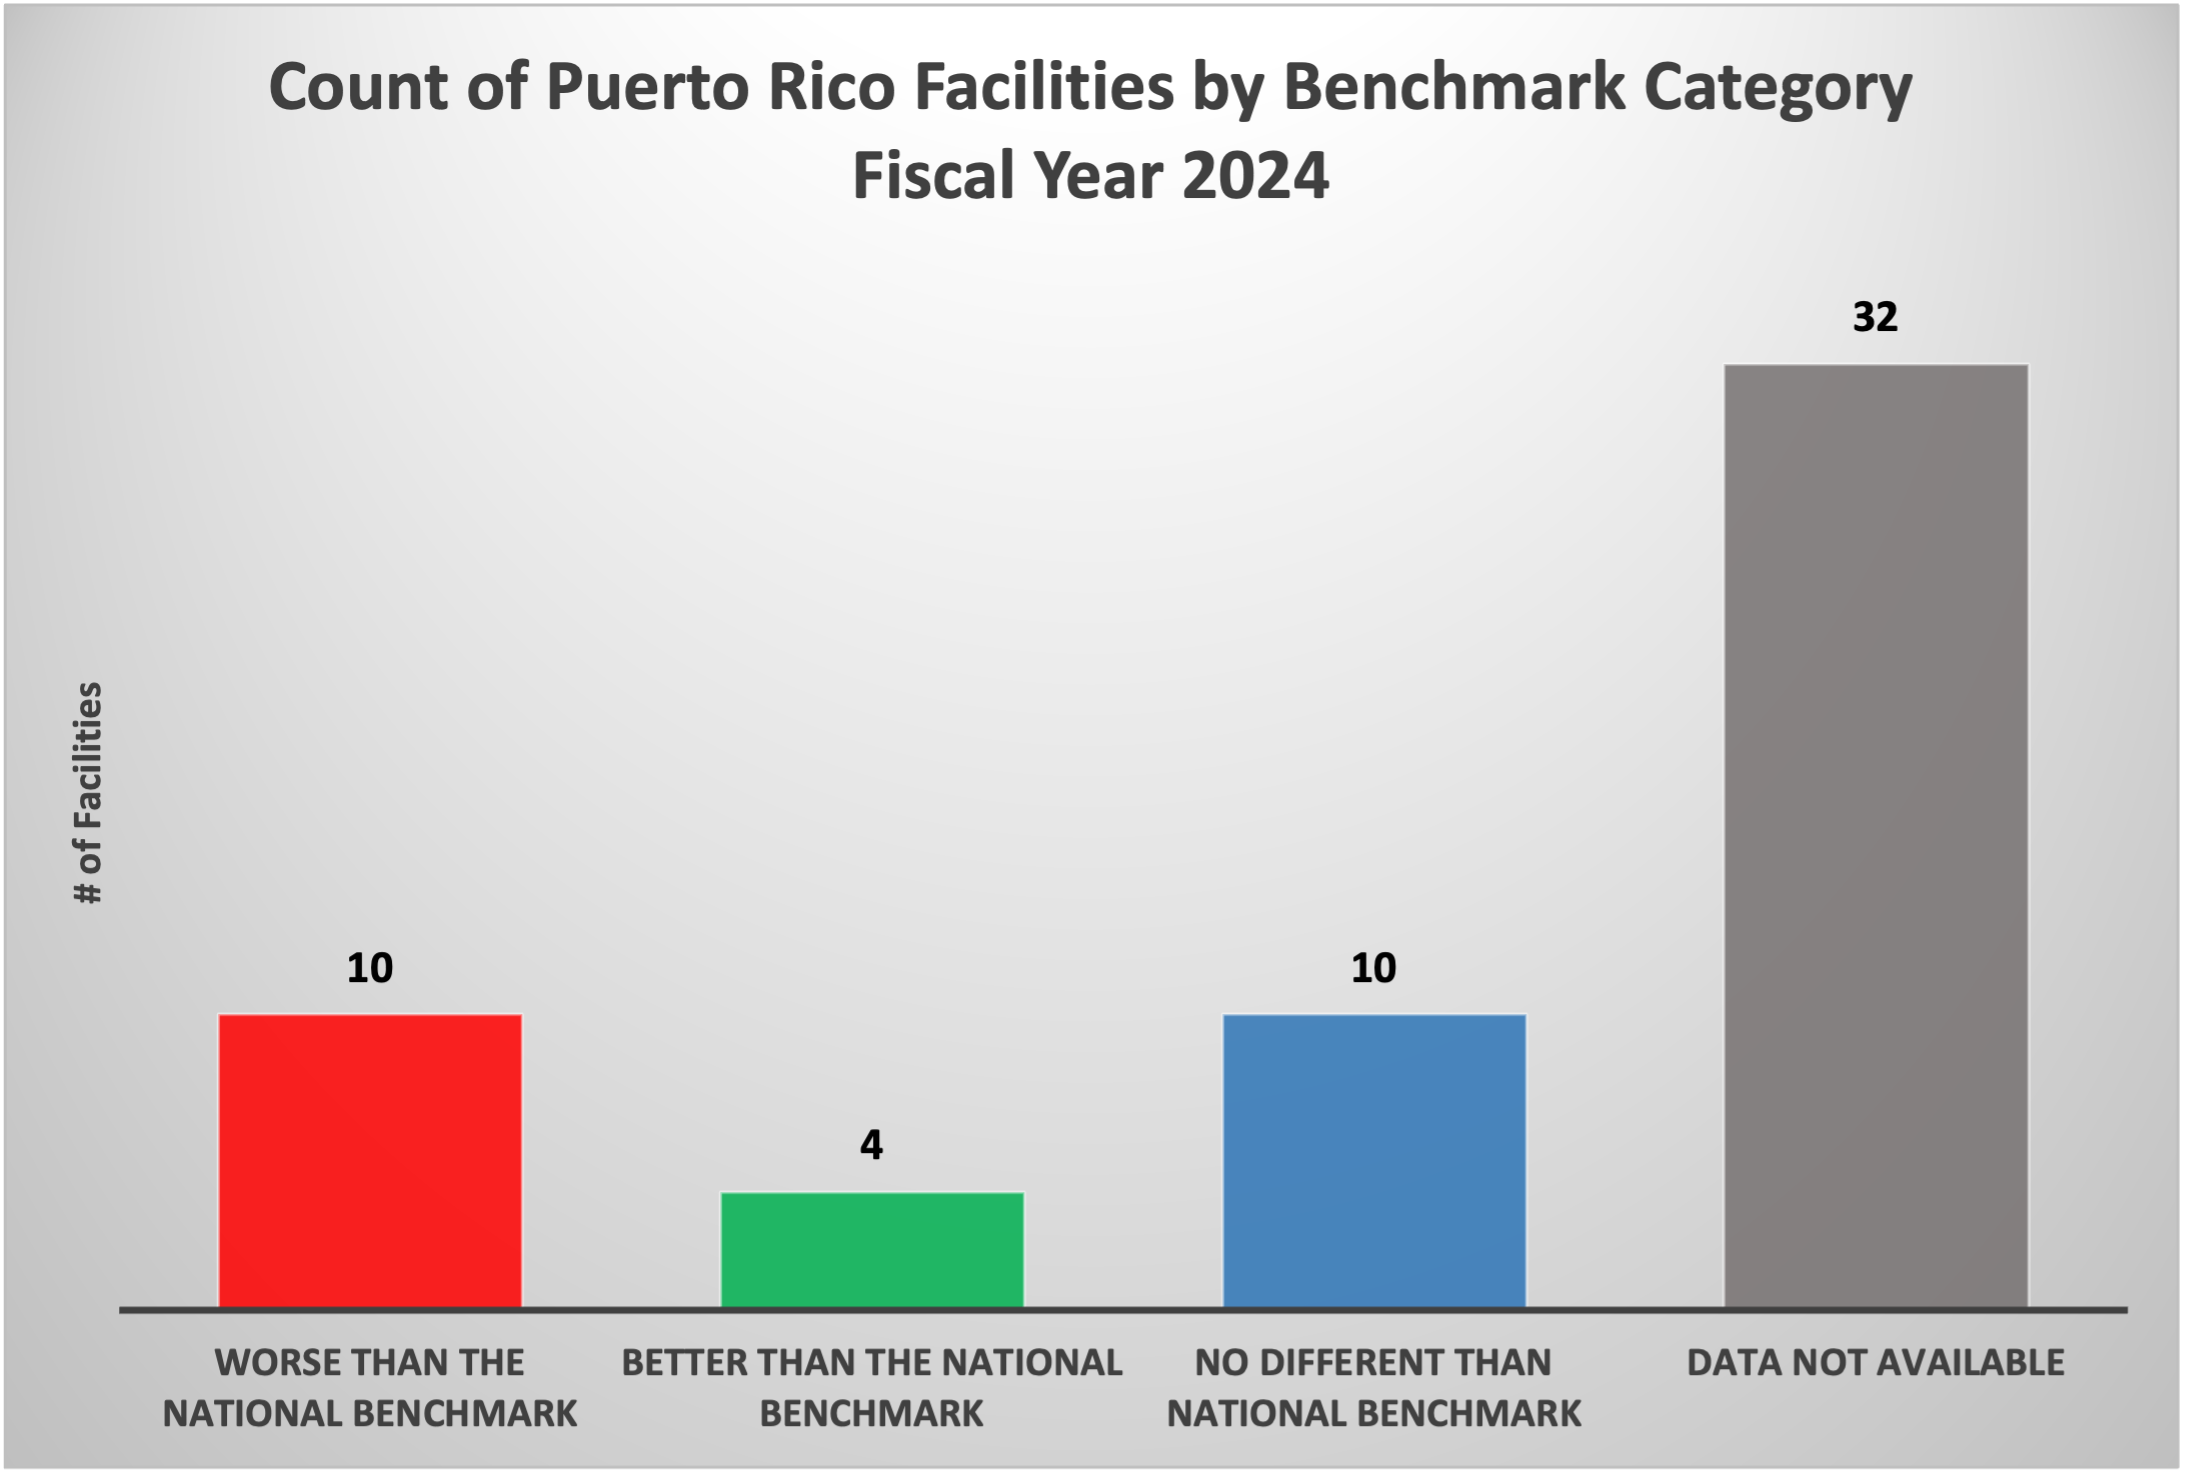 Count of Puerto Rico Facilities by Benchmark Category
Fiscal Year 2024
# of Facilities
10
4
10
32
WORSE THAN THE
NATIONAL BENCHMARK
BETTER THAN THE NATIONAL
BENCHMARK
NO DIFFERENT THAN
NATIONAL BENCHMARK
DATA NOT AVAILABLE